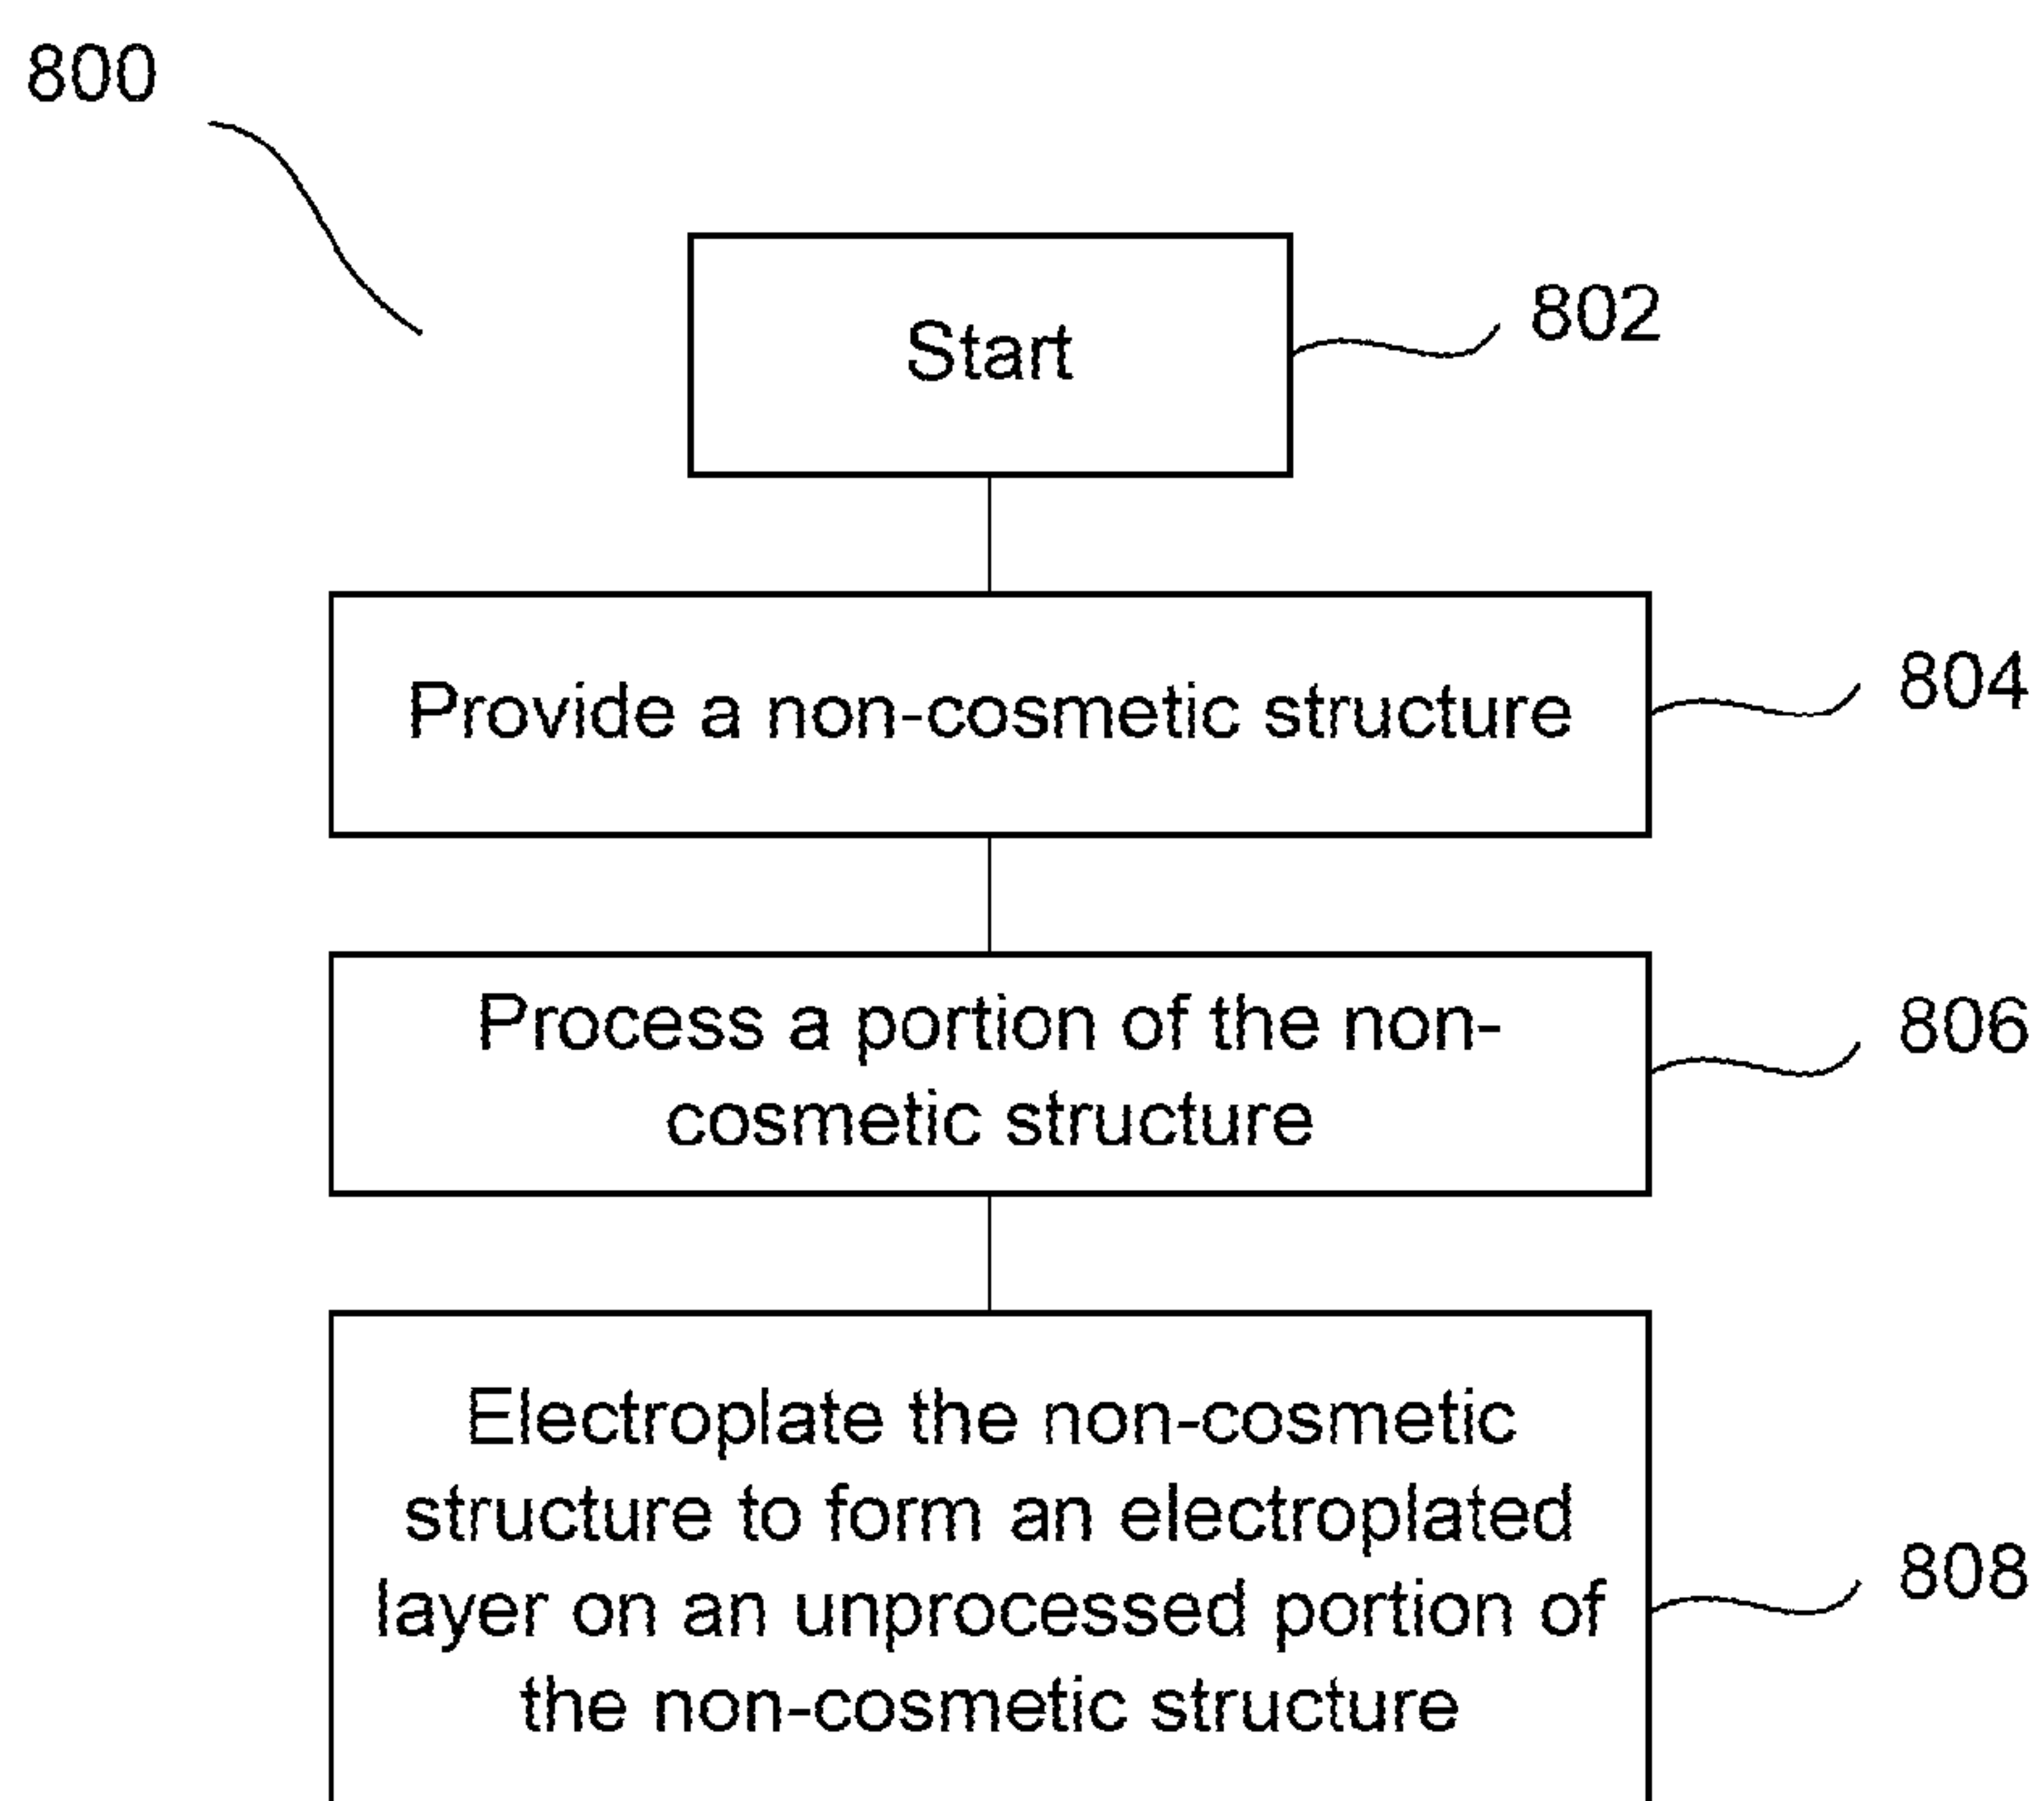 800
Start
802
Provide a non-cosmetic structure
804
Process a portion of the non-
cosmetic structure
806
Electroplate the non-cosmetic
structure to form an electroplated
layer on an unprocessed portion of
the non-cosmetic structure
808